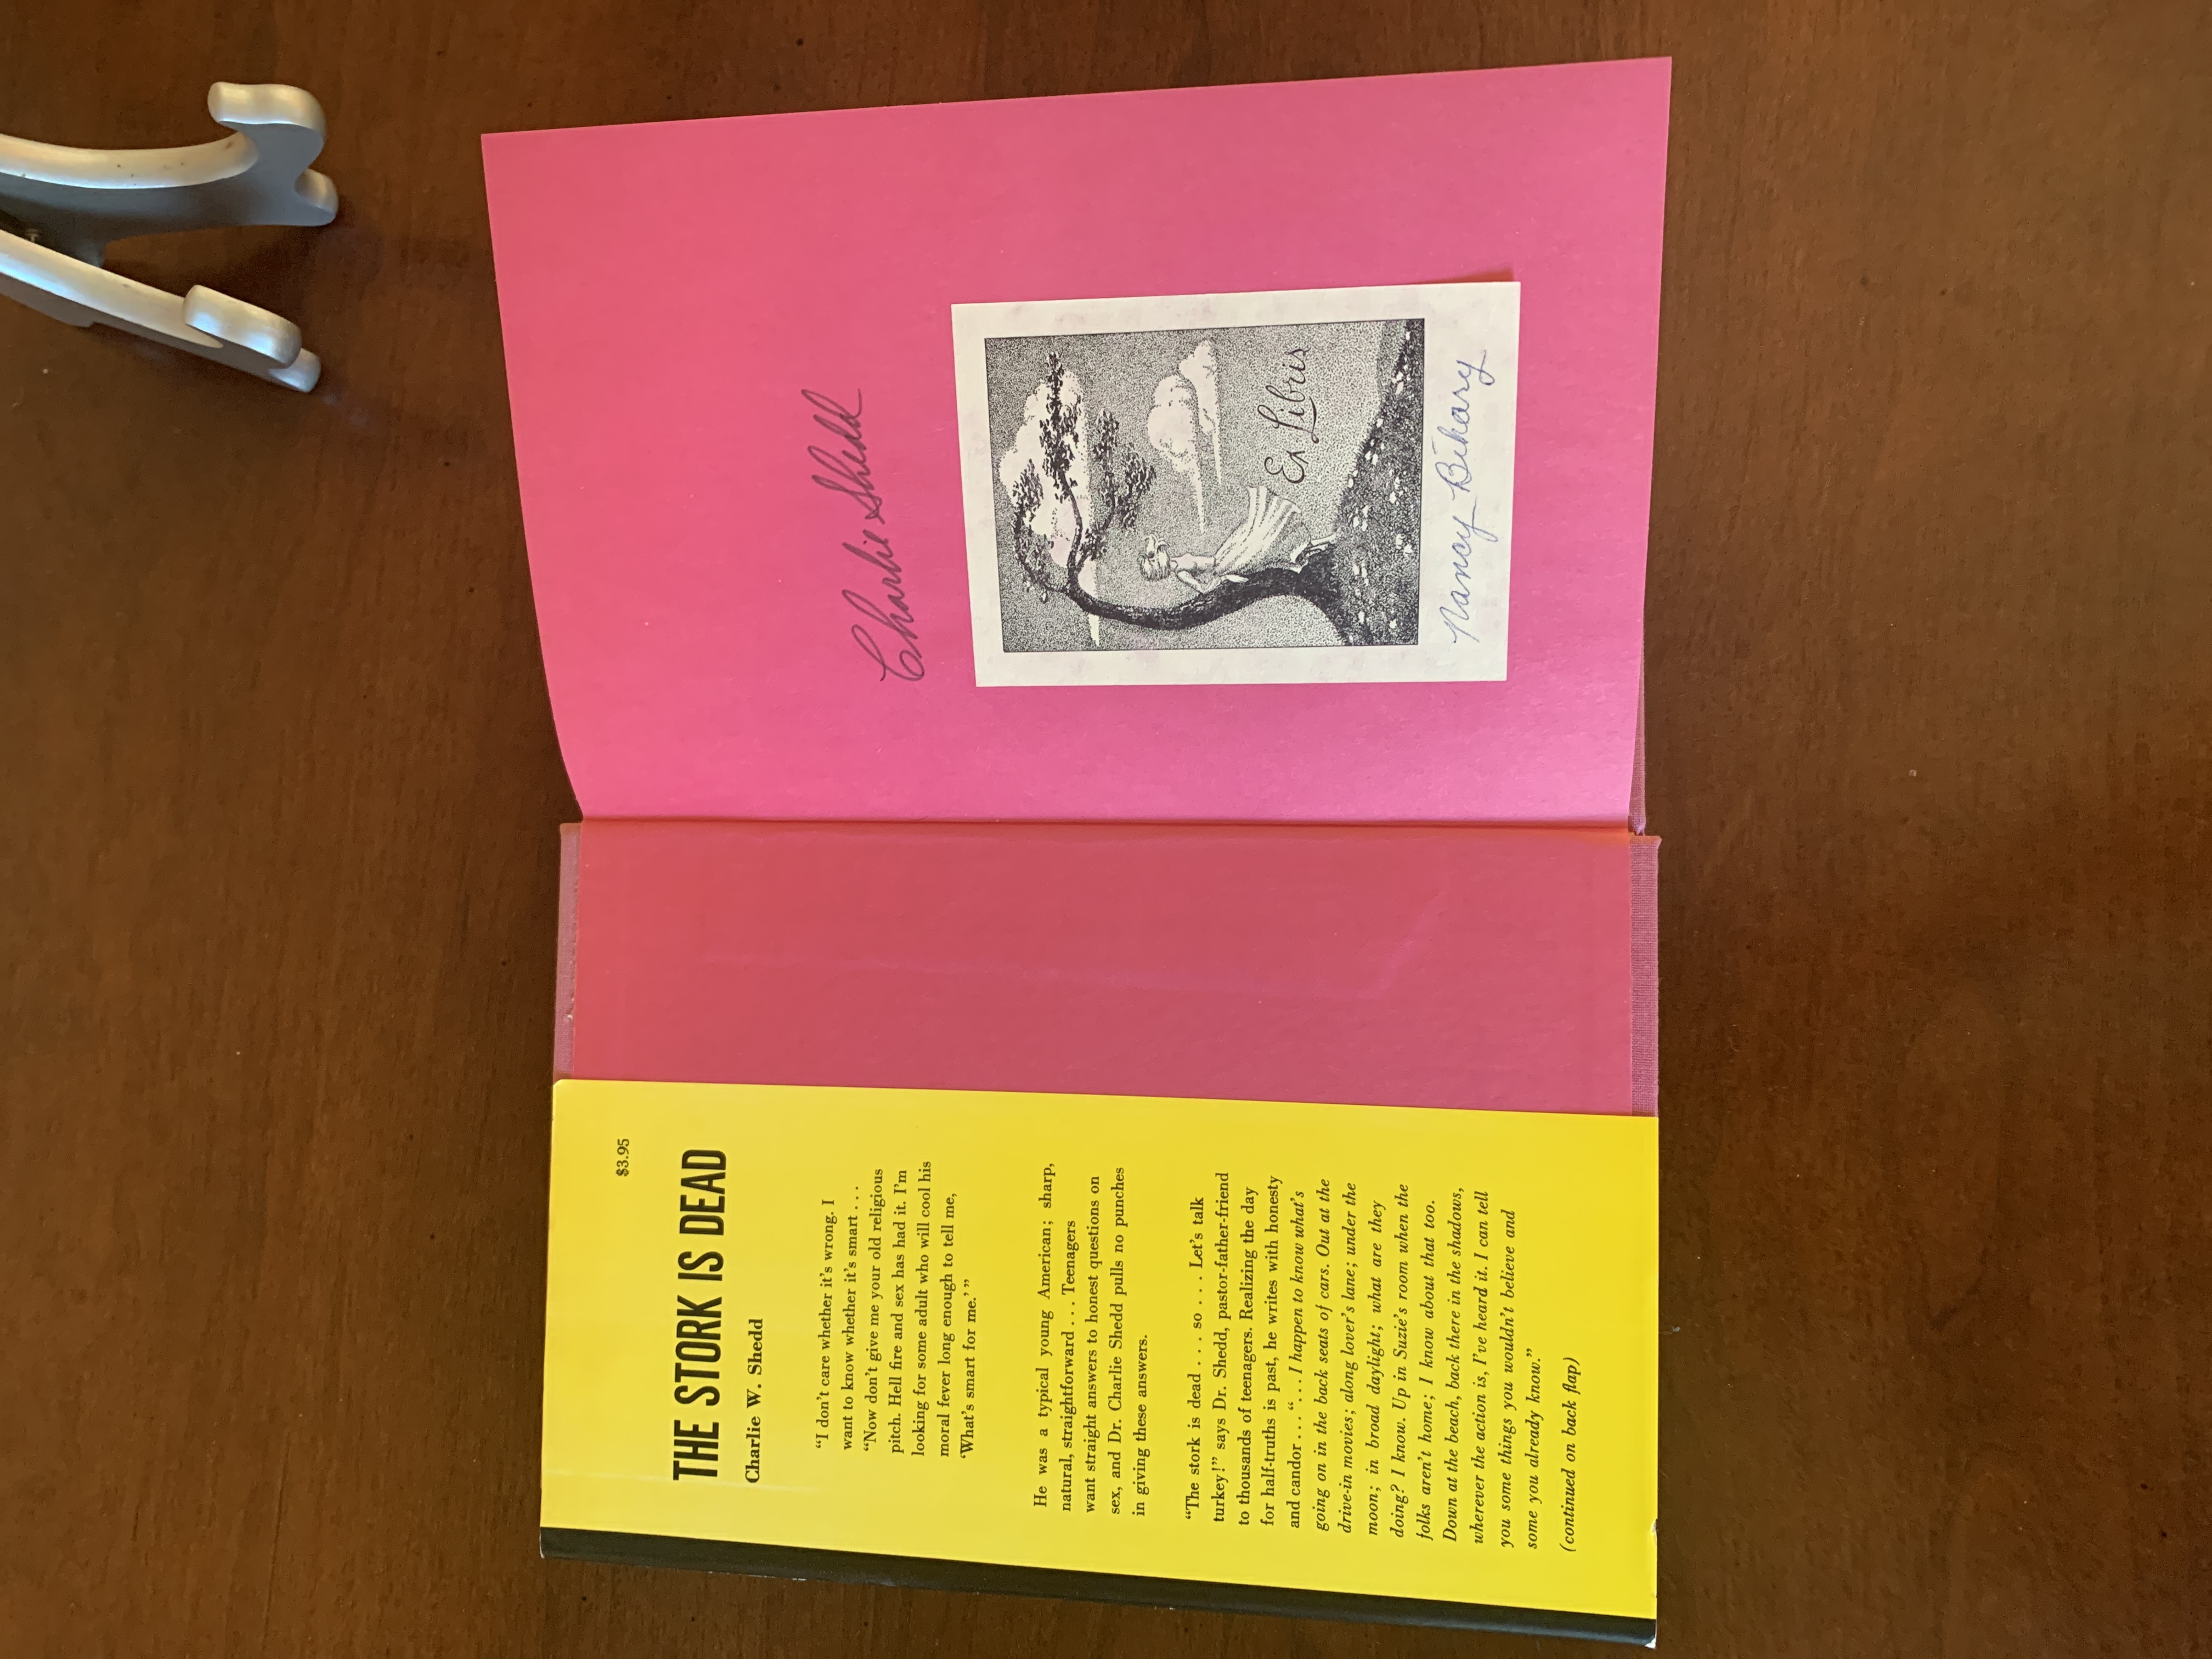 $3.95
THE STORK IS DEAD
Charlie W. Shedd
“I don't care whether it's wrong. I
want to know whether it's smart . . .
“Now don't give me your old religious
pitch. Hell fire and sex has had it. I'm
looking for some adult who will cool his
moral fever long enough to tell me,
‘What's smart for me.’ ”
He was a typical young American; sharp,
natural, straightforward . . . Teenagers
want straight answers to honest questions on
sex, and Dr. Charlie Shedd pulls no punches
in giving these answers.
“The stork is dead . . . so . . . Let's talk
turkey!” says Dr. Shedd, pastor-father-friend
to thousands of teenagers. Realizing the day
for half-truths is past, he writes with honesty
and candor . . . “. . . I happen to know what's
going on in the back seats of cars. Out at the
drive-in movies; along lover's lane; under the
moon; in broad daylight; what are they
doing? I know. Up in Suzie's room when the
folks aren't home; I know about that too.
Down at the beach, back there in the shadows,
wherever the action is, I've heard it. I can tell
you some things you wouldn't believe and
some you already know.”
(continued on back flap)
Charlie Shedd
Ex Libris
Nancy Bihary